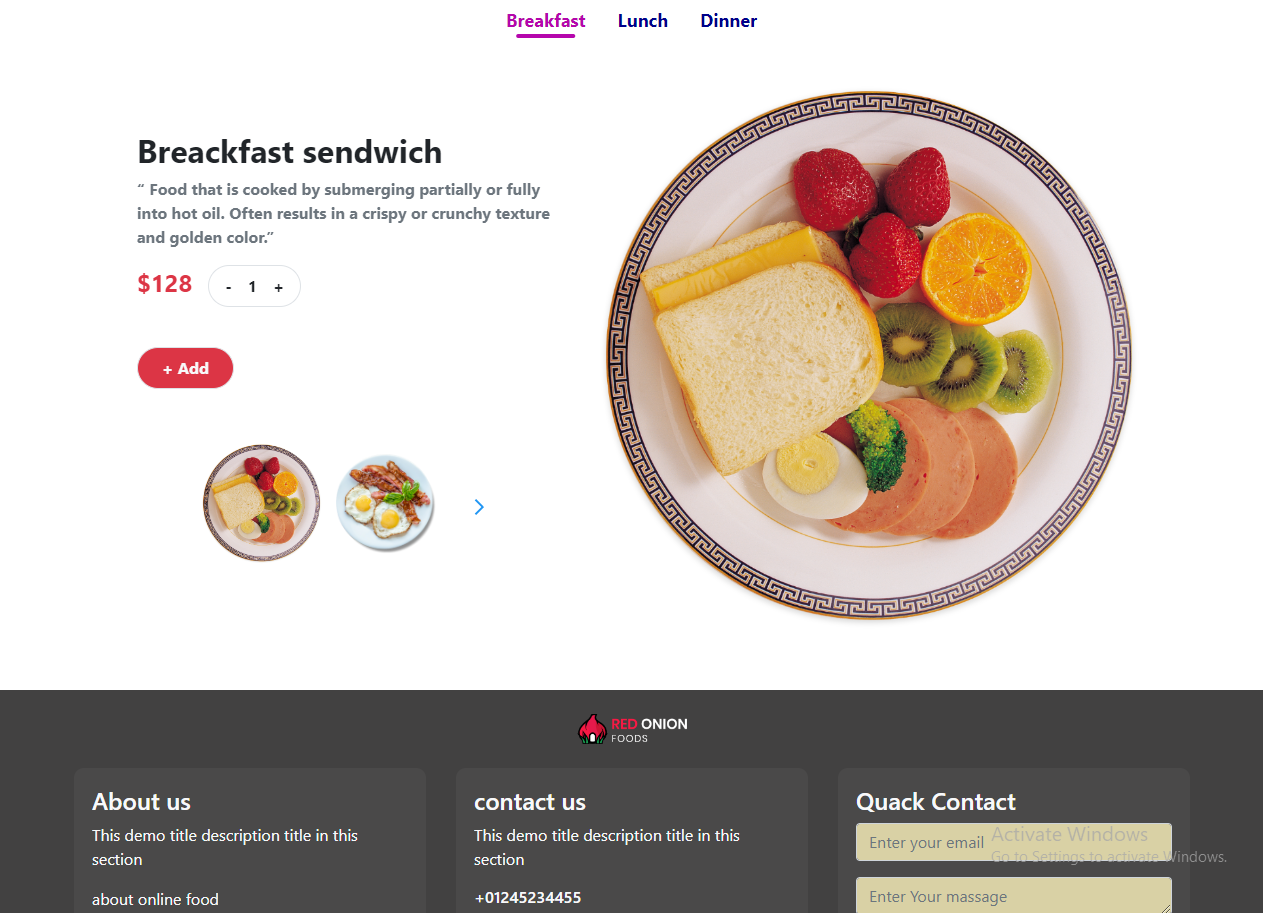 Breakfast Lunch Dinner
Breackfast sendwich
“ Food that is cooked by submerging partially or fully
into hot oil. Often results in a crispy or crunchy texture
and golden color.”
$128 - 1 +
+ Add
RED ONION
FOODS
About us
This demo title description title in this
section
about online food
contact us
This demo title description title in this
section
+01245234455
Quack Contact
Enter your email
Enter Your massage
Activate Windows
Go to Settings to activate Windows.